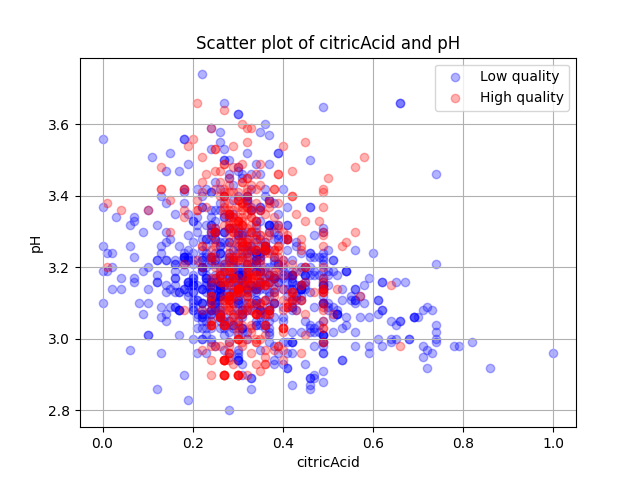 Scatter plot of citricAcid and pH
Low quality
High quality
3.6
3.4
3.2
3.0
2.8
pH
0.0 0.2 0.4 0.6 0.8 1.0
citricAcid